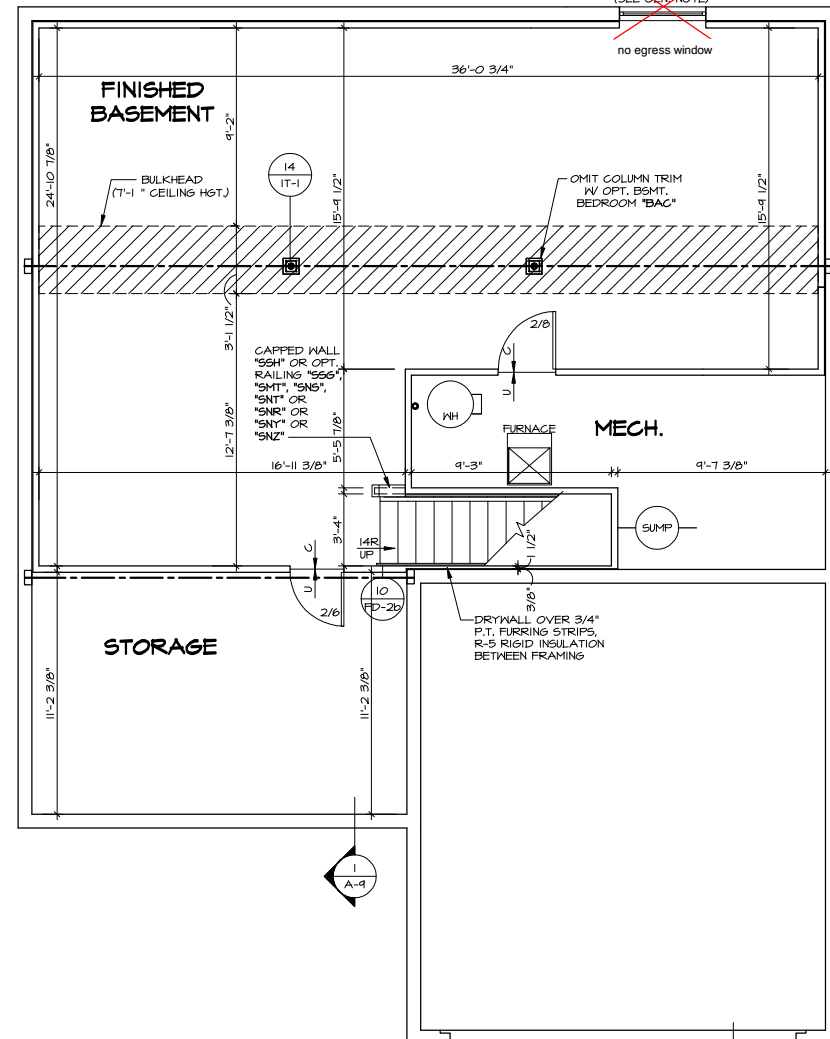 (SEE GEN. NOTE)
no egress window
36'-0 3/4"
FINISHED
BASEMENT
9'-2"
24'-10 7/8"
15'-9 1/2"
15'-9 1/2"
BULKHEAD
(7'-1 " CEILING HGT.)
14
IT-1
OMIT COLUMN TRIM
W/ OPT. BSMT.
BEDROOM "BAC"
3'-1 1/2"
2/8
CAPPED WALL
"SSH" OR OPT.
RAILING "SSG",
"SMT", "SNS",
"SNT" OR
"SNR" OR
"SNY" OR
"SNZ"
C
U
WH
FURNACE
MECH.
12'-7 3/8"
5'-5 7/8"
16'-11 3/8"
9'-3"
9'-7 3/8"
SUMP
3'-4"
14R
UP
1 1/2"
3/8"
C
U
2/6
10
FD-2b
DRYWALL OVER 3/4"
P.T. FURRING STRIPS,
R-5 RIGID INSULATION
BETWEEN FRAMING
STORAGE
11'-2 3/8"
11'-2 3/8"
1
A-9